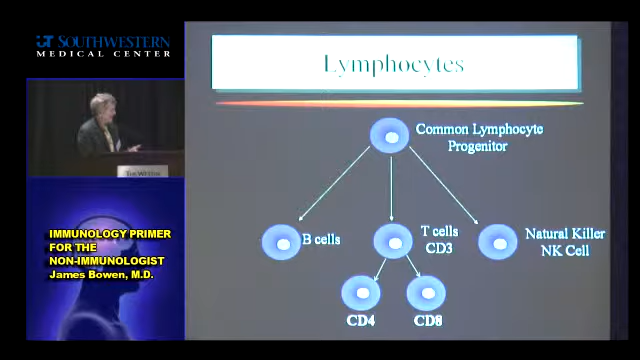 UT SOUTHWESTERN
MEDICAL CENTER
IMMUNOLOGY PRIMER
FOR THE
NON-IMMUNOLOGIST
James Bowen, M.D.
Lymphocytes
Common Lymphocyte
Progenitor
B cells
T cells
CD3
Natural Killer
NK Cell
CD4
CD8